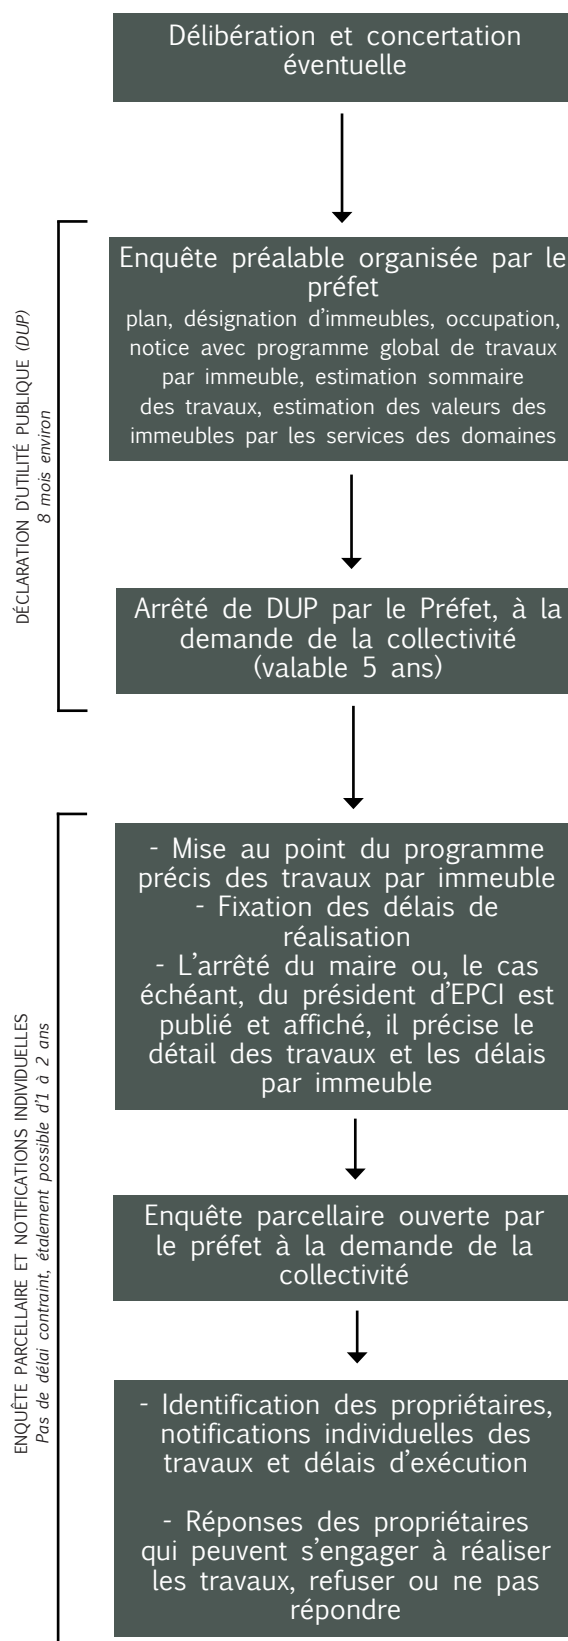 Délibération et concertation
éventuelle
DÉCLARATION D'UTILITÉ PUBLIQUE (DUP)
8 mois environ
Enquête préalable organisée par le
préfet
plan, désignation d'immeubles, occupation,
notice avec programme global de travaux
par immeuble, estimation sommaire
des travaux, estimation des valeurs des
immeubles par les services des domaines
Arrêté de DUP par le Préfet, à la
demande de la collectivité
(valable 5 ans)
ENQUÊTE PARCELLAIRE ET NOTIFICATIONS INDIVIDUELLES
Pas de délai contraint, étalement possible d'1 à 2 ans
- Mise au point du programme
précis des travaux par immeuble
- Fixation des délais de
réalisation
- L'arrêté du maire ou, le cas
échéant, du président d'EPCI est
publié et affiché, il précise le
détail des travaux et les délais
par immeuble
Enquête parcellaire ouverte par
le préfet à la demande de la
collectivité
- Identification des propriétaires,
notifications individuelles des
travaux et délais d'exécution
- Réponses des propriétaires
qui peuvent s'engager à réaliser
les travaux, refuser ou ne pas
répondre